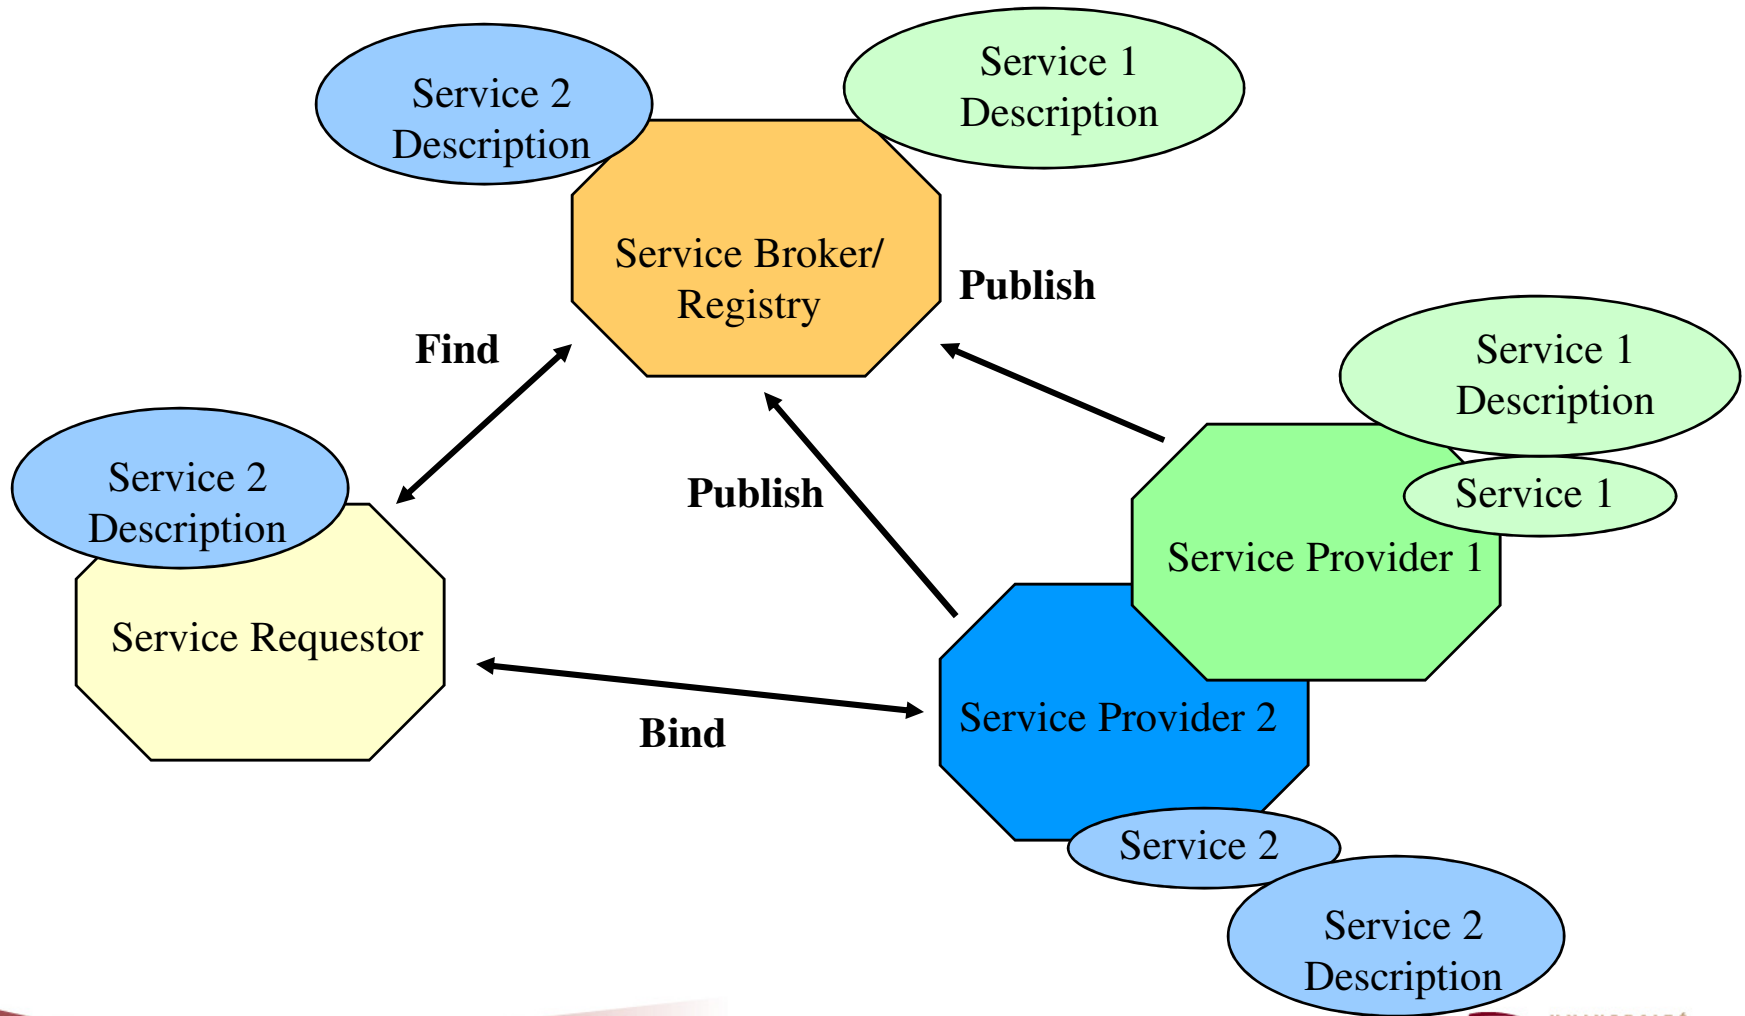 Service 2
Description
Service 1
Description
Service Broker/
Registry
Publish
Find
Service 1
Description
Service 2
Description
Publish
Service 1
Service Provider 1
Service Requestor
Service Provider 2
Bind
Service 2
Service 2
Description